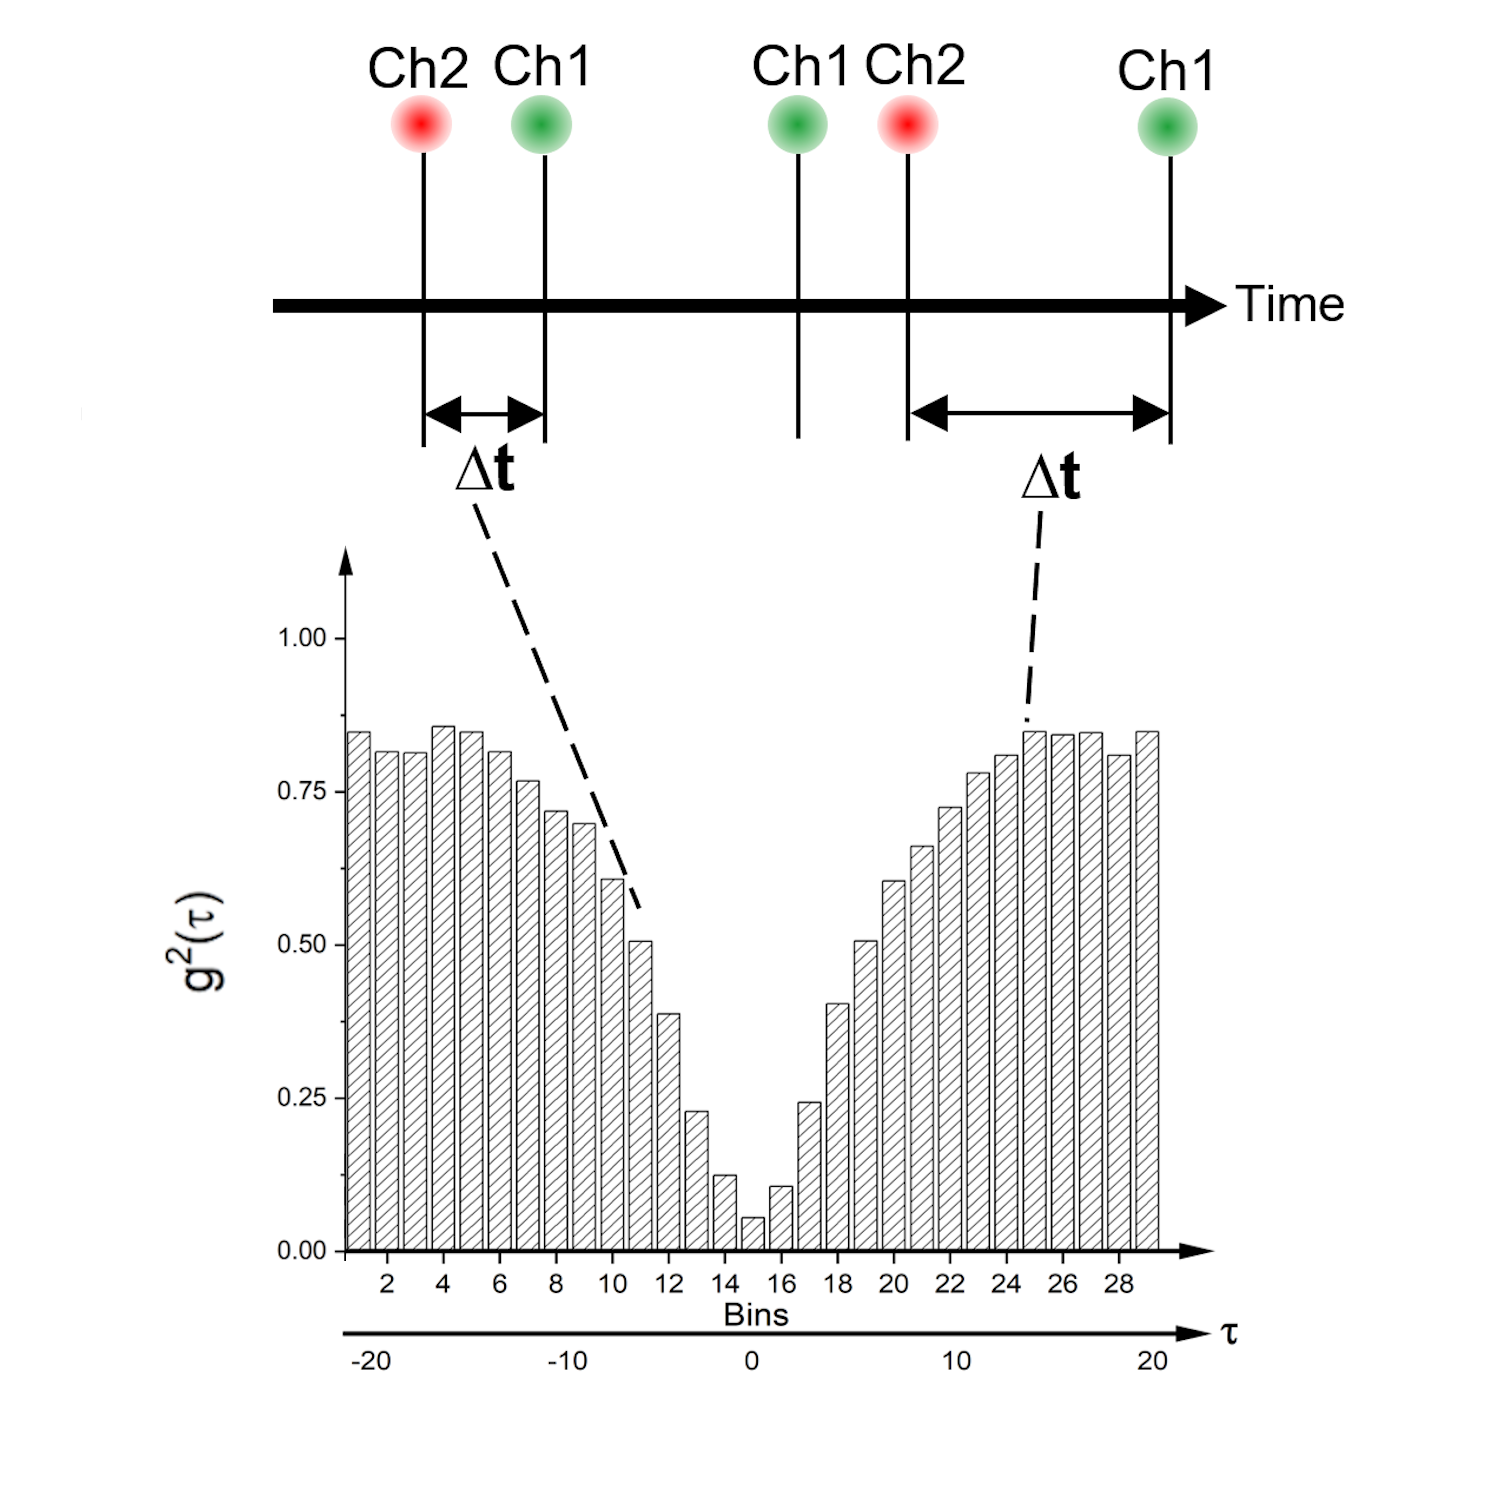 Ch2 Ch1 Ch1 Ch2 Ch1
Time
Δt Δt
1.00
0.75
0.50
0.25
0.00
g²(τ)
2 4 6 8 10 12 14 16 18 20 22 24 26 28
Bins
τ
-20 -10 0 10 20